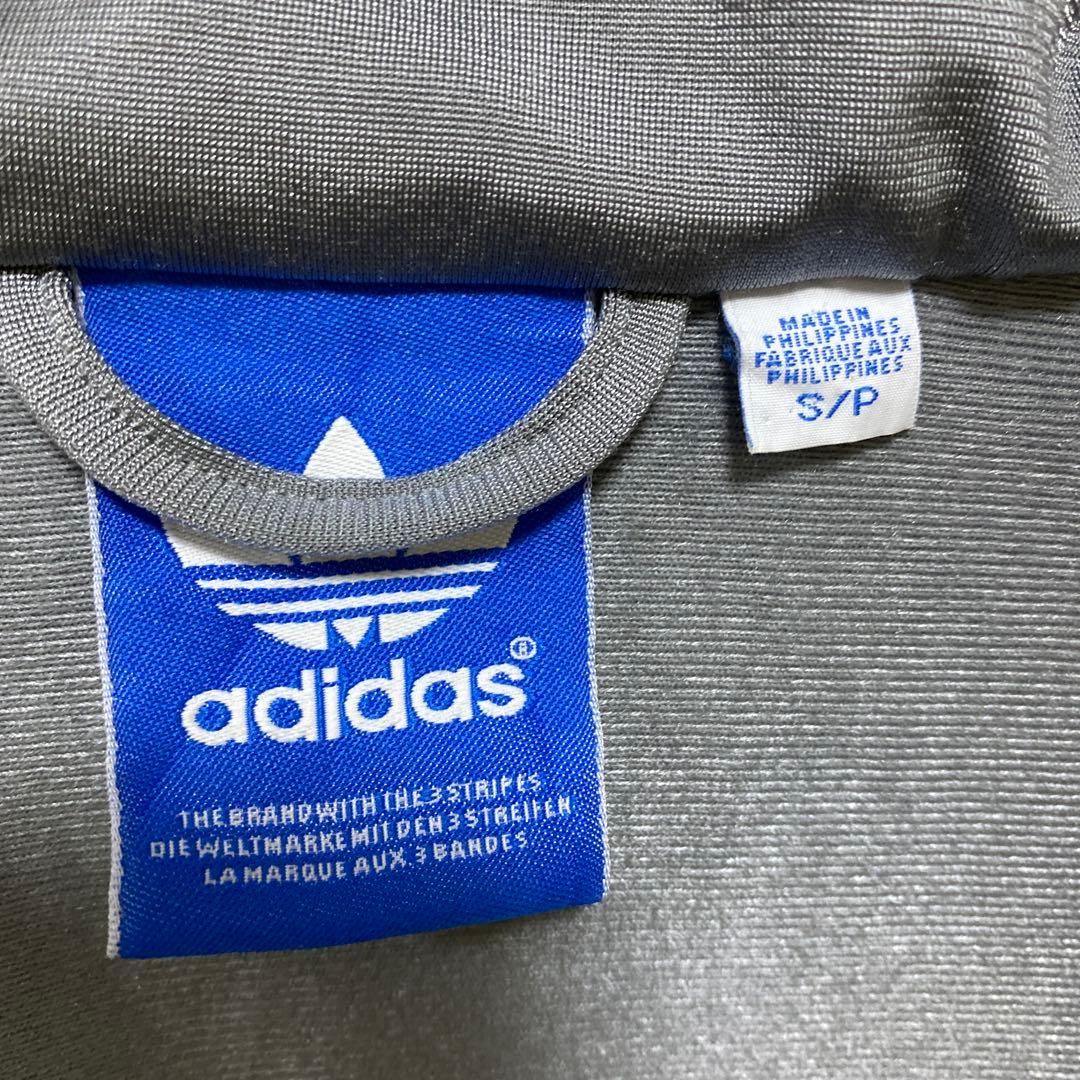 MADE IN
PHILIPPINES
FABRIQUE AUX
PHILIPPINES
S/P
adidas®
THE BRAND WITH THE 3 STRIPES
DIE WELTMARKE MIT DEN 3 STREIFEN
LA MARQUE AUX 3 BANDES